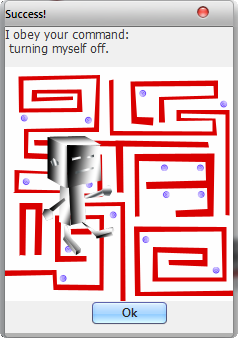 Success!
I obey your command:
turning myself off.
Ok